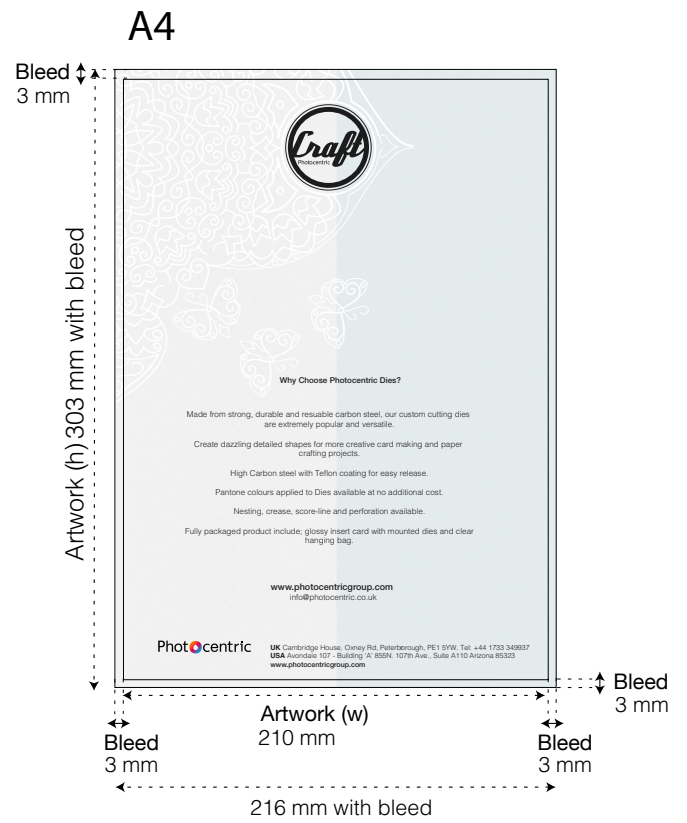 A4
Bleed
3 mm
Artwork (h) 303 mm with bleed
Craft
Photocentric
Why Choose Photocentric Dies?
Made from strong, durable and resuable carbon steel, our custom cutting dies
are extremely popular and versatile.
Create dazzling detailed shapes for more creative card making and paper
crafting projects.
High Carbon steel with Teflon coating for easy release.
Pantone colours applied to Dies available at no additional cost.
Nesting, crease, score-line and perforation available.
Fully packaged product include; glossy insert card with mounted dies and clear
hanging bag.
www.photocentricgroup.com
info@photocentric.co.uk
Photocentric
UK Cambridge House, Oxney Rd, Peterborough, PE1 5YW. Tel: +44 1733 349937
USA Avondale 107 - Building 'A' 855N. 107th Ave., Suite A110 Arizona 85323
www.photocentricgroup.com
Bleed
3 mm
Artwork (w)
210 mm
Bleed
3 mm
Bleed
3 mm
216 mm with bleed